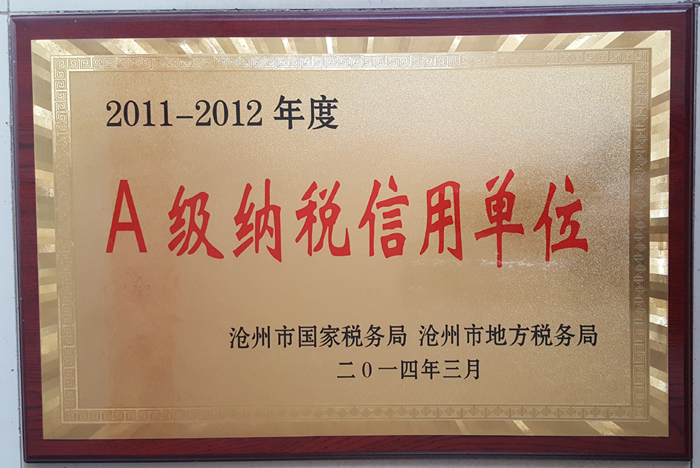 2011-2012 年度
A级纳税信用单位
沧州市国家税务局 沧州市地方税务局
二0一四年三月